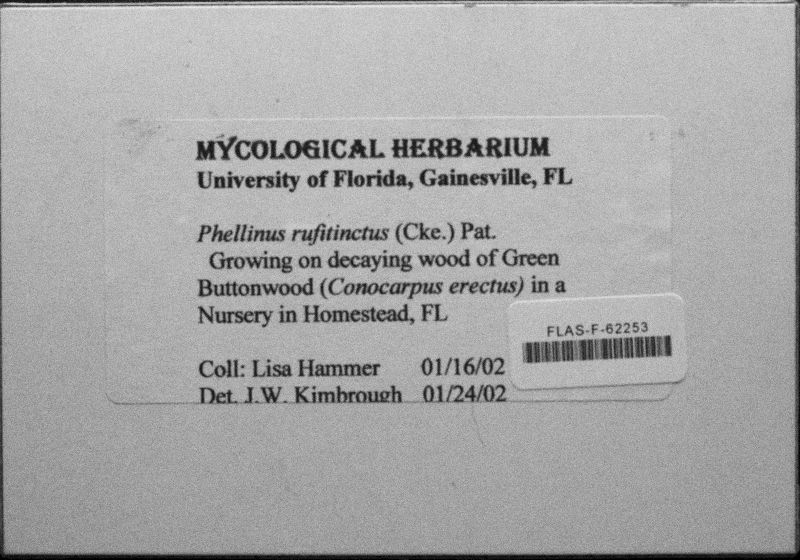 MYCOLOGICAL HERBARIUM
University of Florida, Gainesville, FL
Phellinus rufitinctus (Cke.) Pat.
Growing on decaying wood of Green
Buttonwood (Conocarpus erectus) in a
Nursery in Homestead, FL
FLAS-F-62253
Coll: Lisa Hammer 01/16/02
Det. J.W. Kimbrough 01/24/02